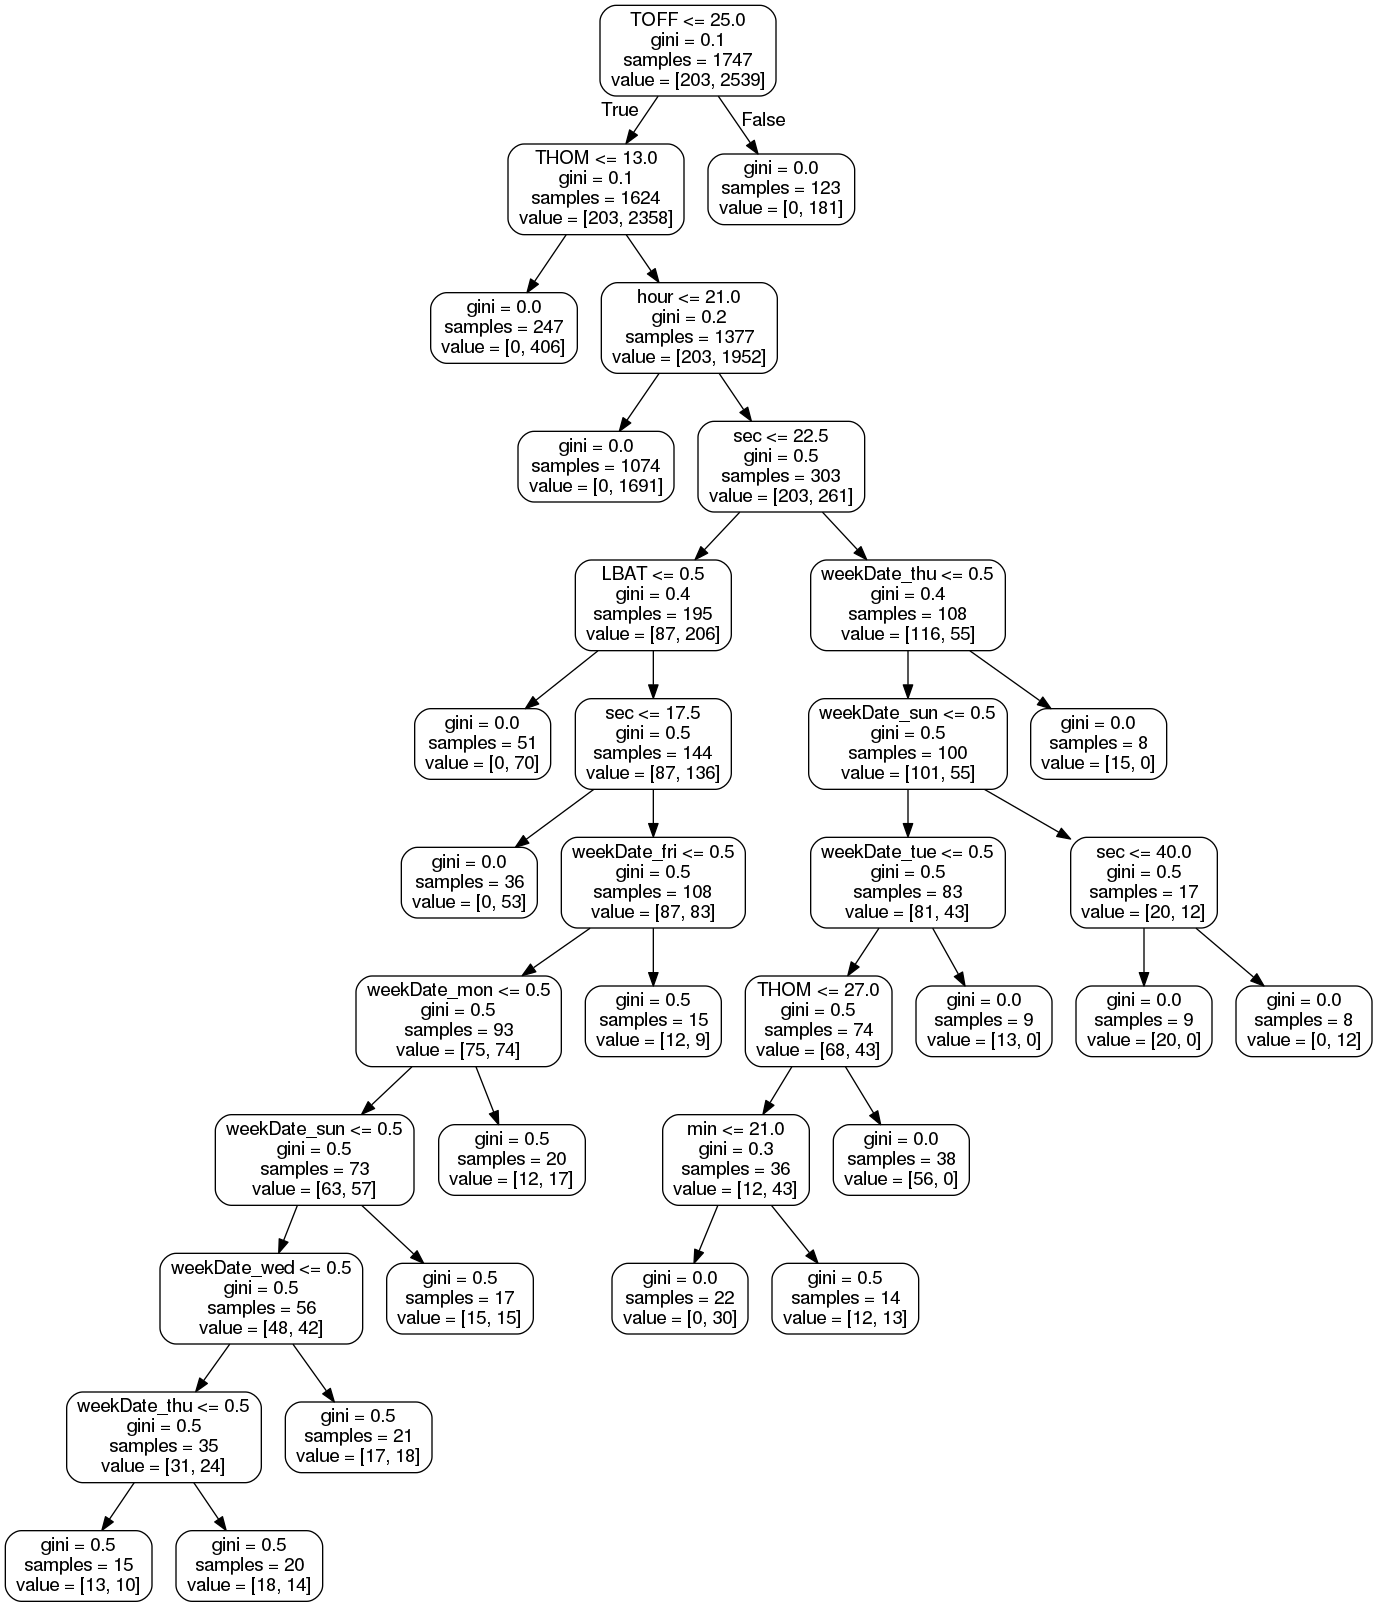 TOFF <= 25.0
gini = 0.1
samples = 1747
value = [203, 2539]
True
False
THOM <= 13.0
gini = 0.1
samples = 1624
value = [203, 2358]
gini = 0.0
samples = 123
value = [0, 181]
gini = 0.0
samples = 247
value = [0, 406]
hour <= 21.0
gini = 0.2
samples = 1377
value = [203, 1952]
gini = 0.0
samples = 1074
value = [0, 1691]
sec <= 22.5
gini = 0.5
samples = 303
value = [203, 261]
LBAT <= 0.5
gini = 0.4
samples = 195
value = [87, 206]
weekDate_thu <= 0.5
gini = 0.4
samples = 108
value = [116, 55]
gini = 0.0
samples = 51
value = [0, 70]
sec <= 17.5
gini = 0.5
samples = 144
value = [87, 136]
weekDate_sun <= 0.5
gini = 0.5
samples = 100
value = [101, 55]
gini = 0.0
samples = 8
value = [15, 0]
gini = 0.0
samples = 36
value = [0, 53]
weekDate_fri <= 0.5
gini = 0.5
samples = 108
value = [87, 83]
weekDate_tue <= 0.5
gini = 0.5
samples = 83
value = [81, 43]
sec <= 40.0
gini = 0.5
samples = 17
value = [20, 12]
weekDate_mon <= 0.5
gini = 0.5
samples = 93
value = [75, 74]
gini = 0.5
samples = 15
value = [12, 9]
THOM <= 27.0
gini = 0.5
samples = 74
value = [68, 43]
gini = 0.0
samples = 9
value = [13, 0]
gini = 0.0
samples = 9
value = [20, 0]
gini = 0.0
samples = 8
value = [0, 12]
weekDate_sun <= 0.5
gini = 0.5
samples = 73
value = [63, 57]
gini = 0.5
samples = 20
value = [12, 17]
min <= 21.0
gini = 0.3
samples = 36
value = [12, 43]
gini = 0.0
samples = 38
value = [56, 0]
weekDate_wed <= 0.5
gini = 0.5
samples = 56
value = [48, 42]
gini = 0.5
samples = 17
value = [15, 15]
gini = 0.0
samples = 22
value = [0, 30]
gini = 0.5
samples = 14
value = [12, 13]
weekDate_thu <= 0.5
gini = 0.5
samples = 35
value = [31, 24]
gini = 0.5
samples = 21
value = [17, 18]
gini = 0.5
samples = 15
value = [13, 10]
gini = 0.5
samples = 20
value = [18, 14]